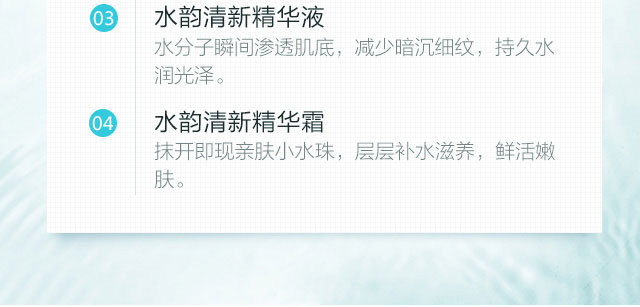 03 水韵清新精华液
水分子瞬间渗透肌底，减少暗沉细纹，持久水
润光泽。
04 水韵清新精华霜
抹开即现亲肤小水珠，层层补水滋养，鲜活嫩
肤。